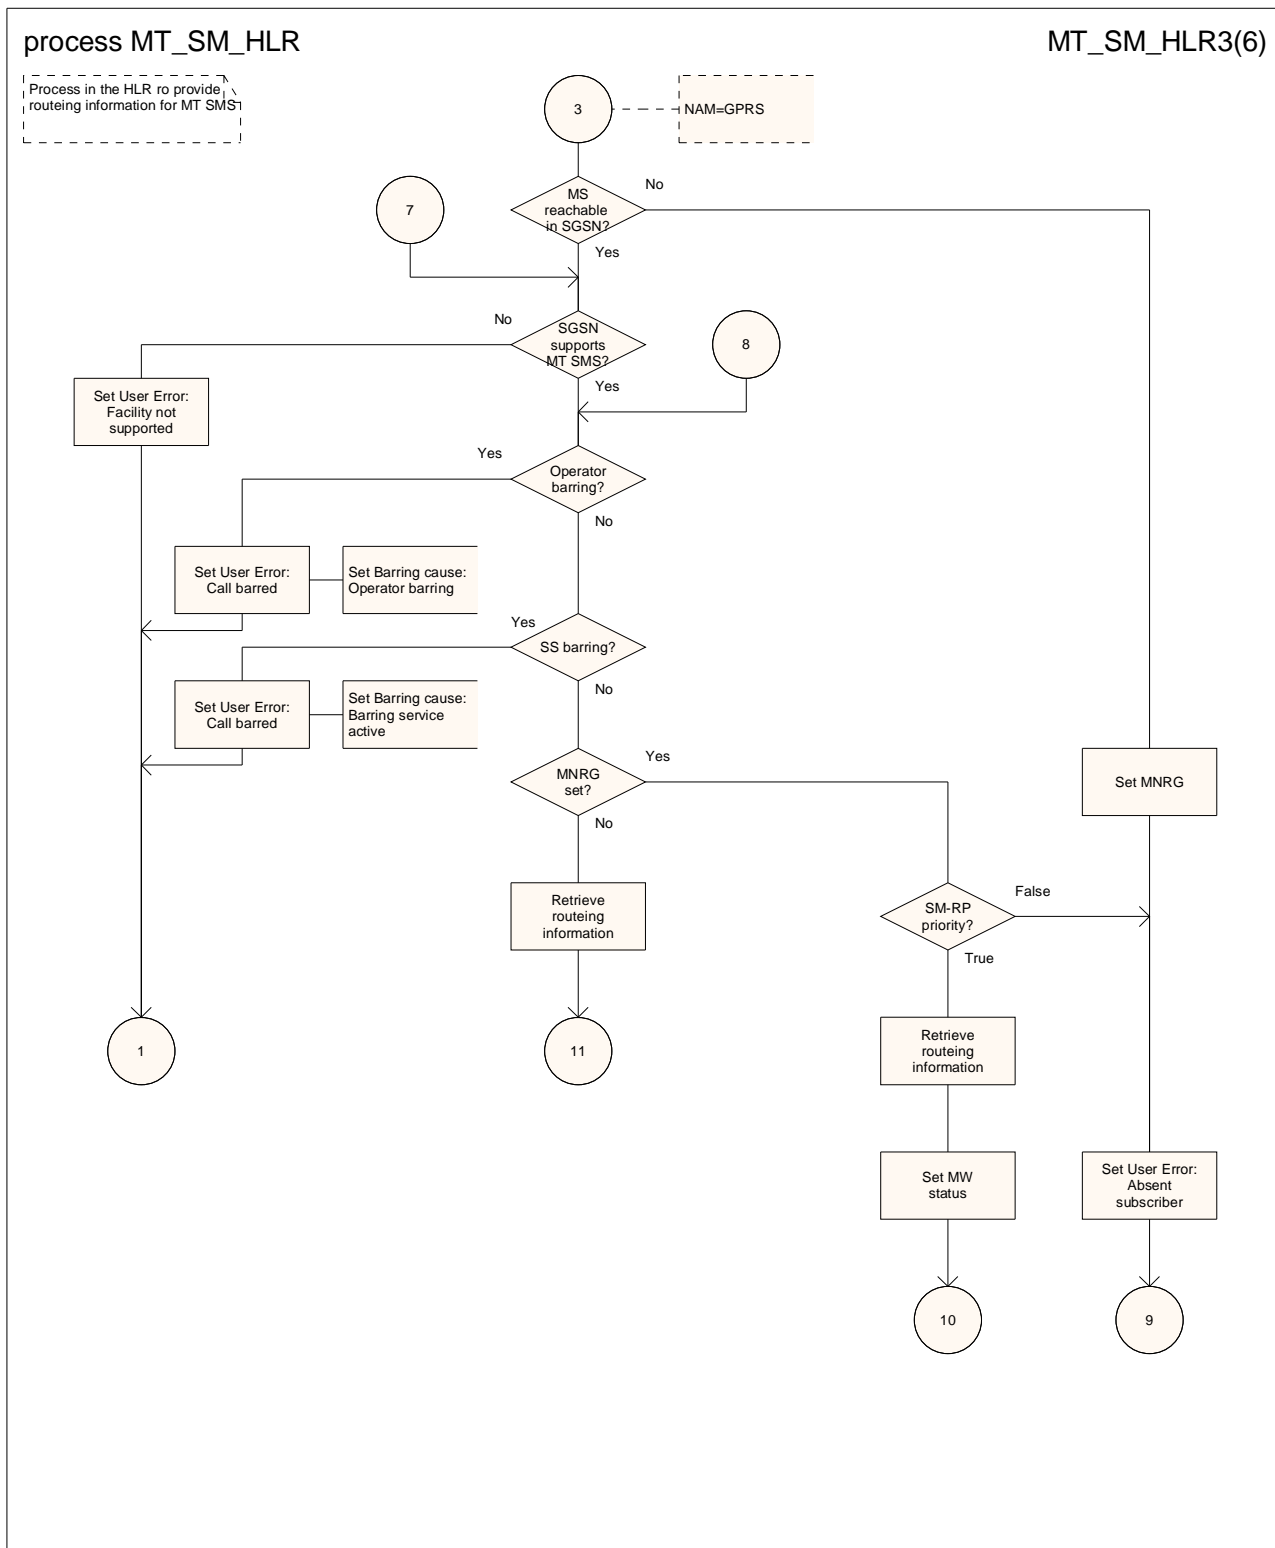 process MT_SM_HLR
MT_SM_HLR3(6)
Process in the HLR ro provide
routeing information for MT SMS
3
NAM=GPRS
No
MS
reachable
in SGSN?
7
Yes
No
SGSN
supports
MT SMS?
8
Yes
Set User Error:
Facility not
supported
Yes
Operator
barring?
No
Set User Error:
Call barred
Set Barring cause:
Operator barring
Yes
SS barring?
No
Set User Error:
Call barred
Set Barring cause:
Barring service
active
Yes
MNRG
set?
Set MNRG
No
Retrieve
routeing
information
False
SM-RP
priority?
True
1
11
Retrieve
routeing
information
Set MW
status
Set User Error:
Absent
subscriber
10
9